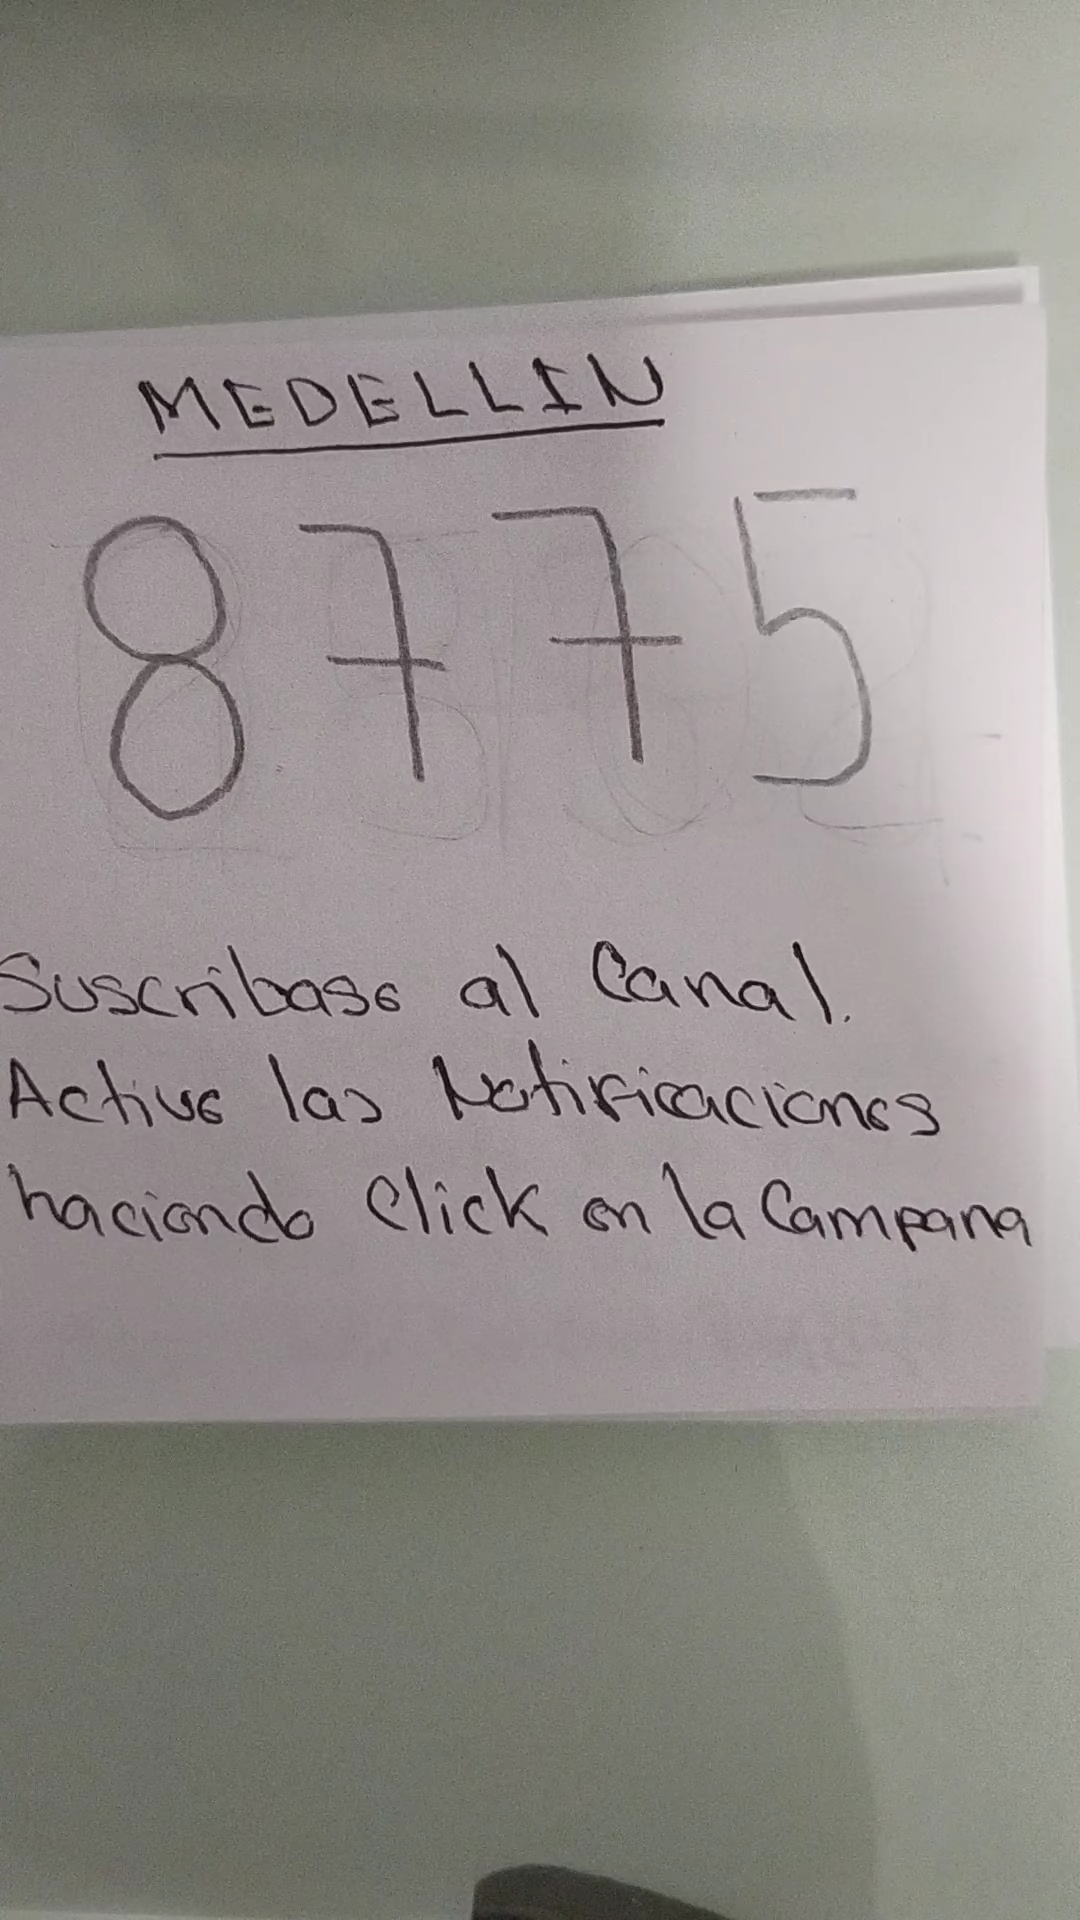 MEDELLIN
8775
Suscribase al Canal.
Active las Notificaciones
haciendo Click en la Campana